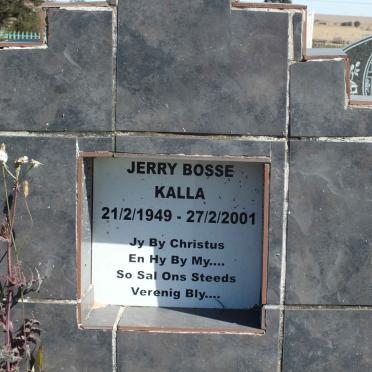 JERRY BOSSE
KALLA
21/2/1949 - 27/2/2001
Jy By Christus
En Hy By My....
So Sal Ons Steeds
Verenig Bly....